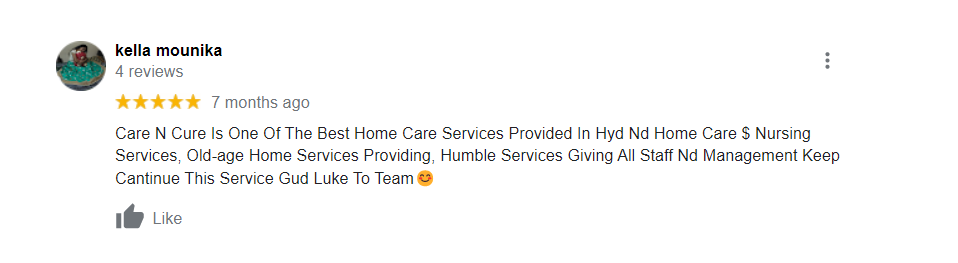 kella mounika
4 reviews
7 months ago
Care N Cure Is One Of The Best Home Care Services Provided In Hyd Nd Home Care $ Nursing
Services, Old-age Home Services Providing, Humble Services Giving All Staff Nd Management Keep
Cantinue This Service Gud Luke To Team😊
Like